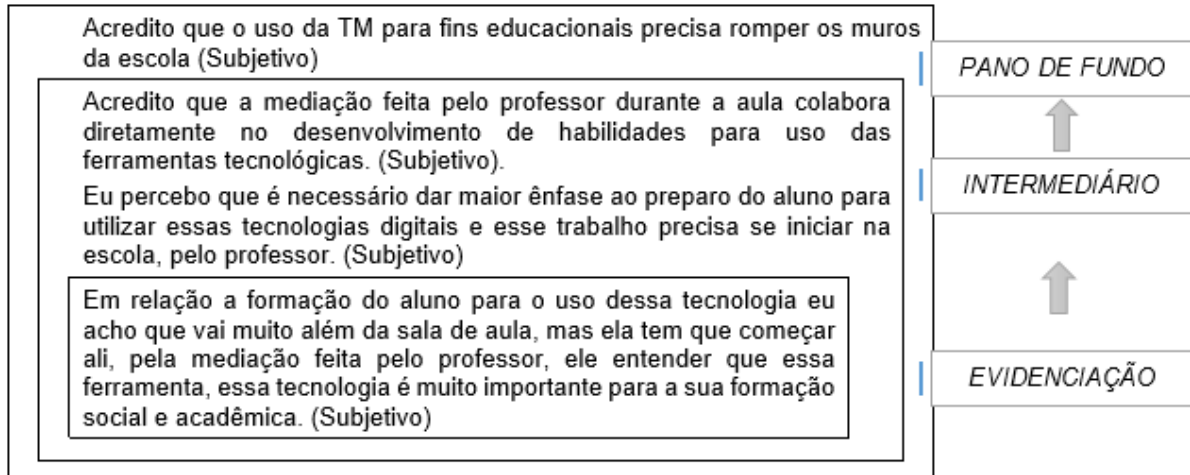 Acredito que o uso da TM para fins educacionais precisa romper os muros
da escola (Subjetivo)
PANO DE FUNDO
Acredito que a mediação feita pelo professor durante a aula colabora
diretamente no desenvolvimento de habilidades para uso das
ferramentas tecnológicas. (Subjetivo).
INTERMEDIÁRIO
Eu percebo que é necessário dar maior ênfase ao preparo do aluno para
utilizar essas tecnologias digitais e esse trabalho precisa se iniciar na
escola, pelo professor. (Subjetivo)
Em relação a formação do aluno para o uso dessa tecnologia eu
acho que vai muito além da sala de aula, mas ela tem que começar
ali, pela mediação feita pelo professor, ele entender que essa
ferramenta, essa tecnologia é muito importante para a sua formação
social e acadêmica. (Subjetivo)
EVIDENCIAÇÃO